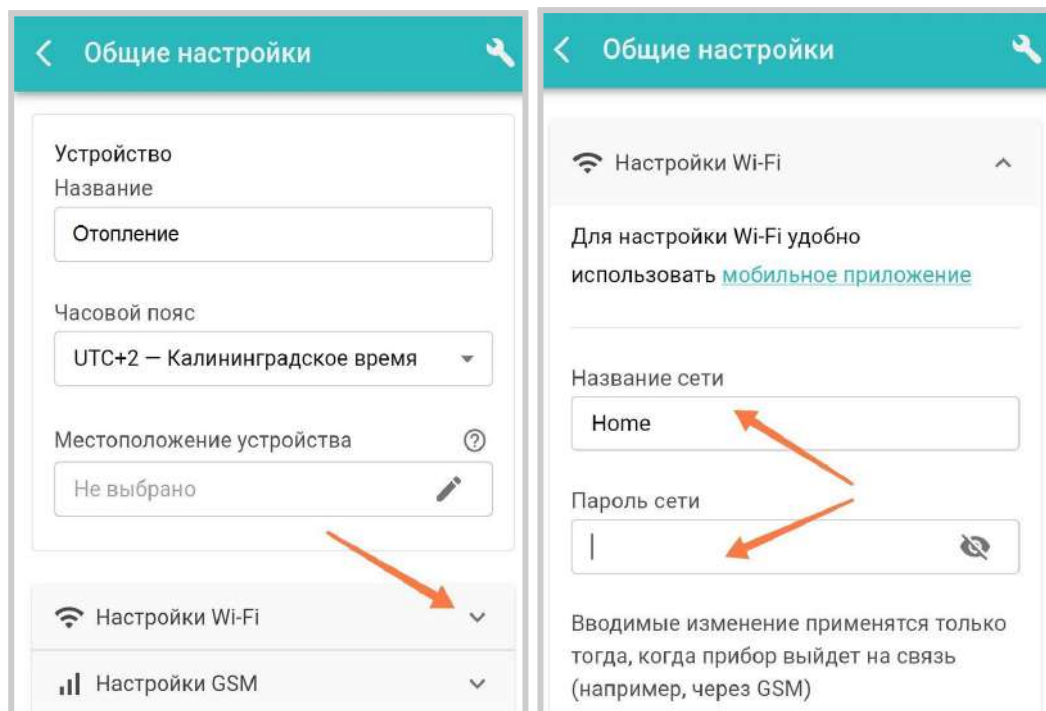 Общие настройки
Устройство
Название
Отопление
Часовой пояс
UTC+2 — Калининградское время
Местоположение устройства
Не выбрано
Настройки Wi-Fi
Настройки GSM
Общие настройки
Настройки Wi-Fi
Для настройки Wi-Fi удобно
использовать мобильное приложение
Название сети
Home
Пароль сети
Вводимые изменение применятся только
тогда, когда прибор выйдет на связь
(например, через GSM)